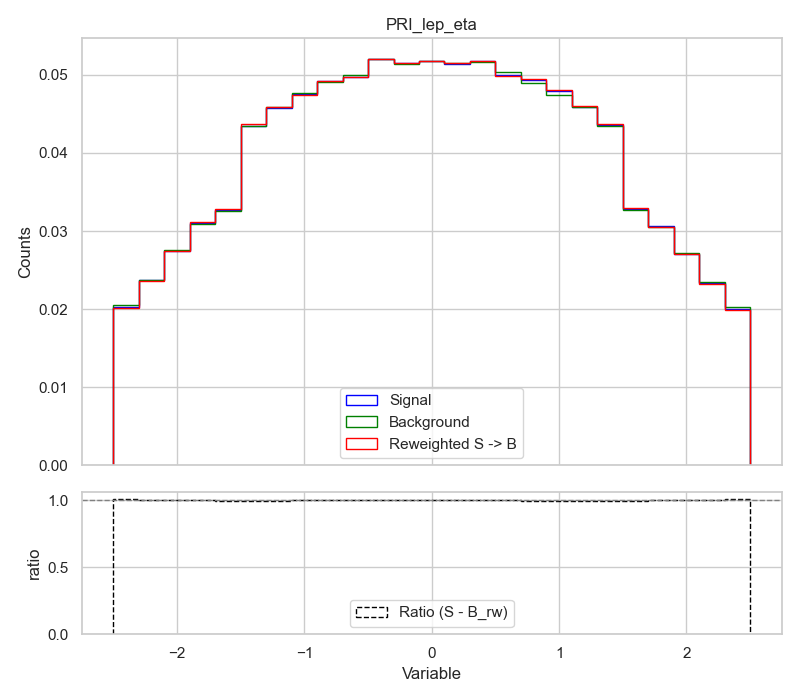 PRI_lep_eta
0.05
0.04
0.03
0.02
0.01
0.00
Counts
Signal
Background
Reweighted S -> B
1.0
0.5
0.0
ratio
Ratio (S - B_rw)
−2
−1
0
1
2
Variable